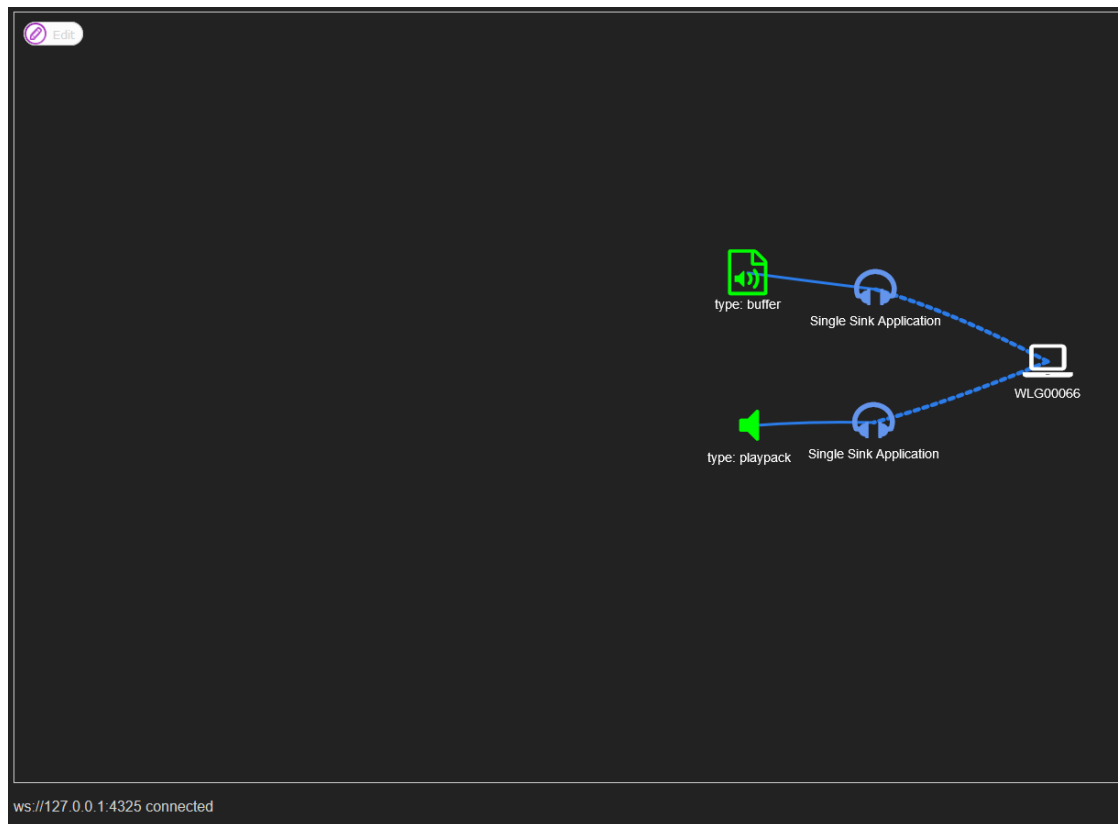 Edit
type: buffer
Single Sink Application
WLG00066
type: playpack
Single Sink Application
ws://127.0.0.1:4325 connected